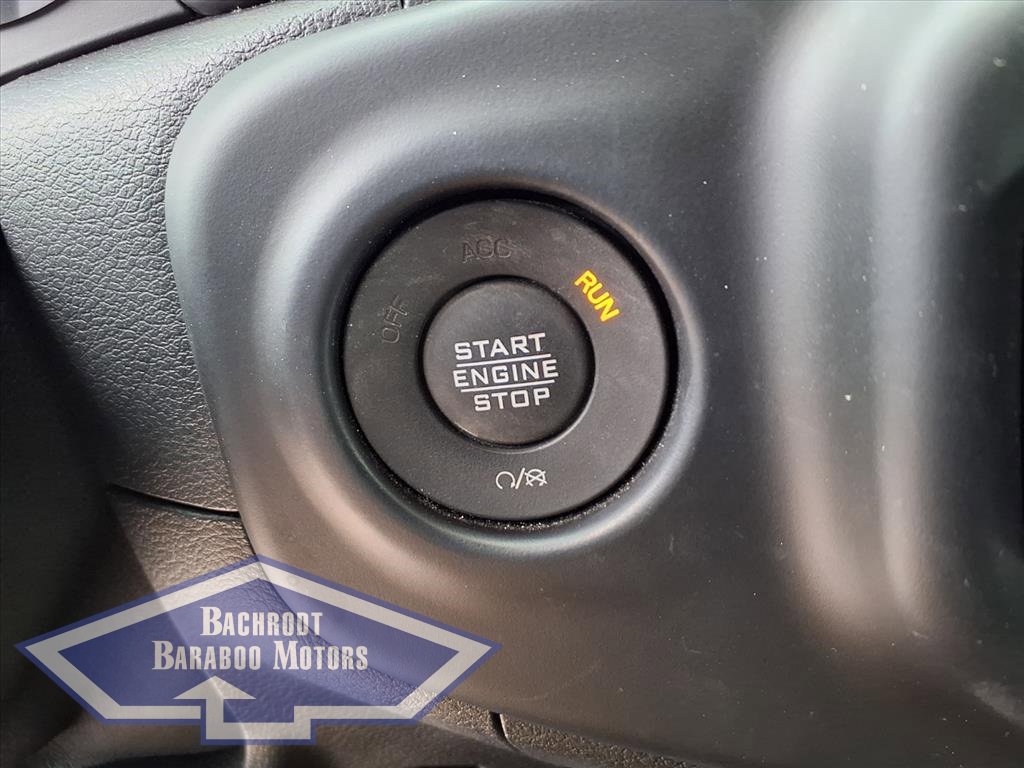 ACC
RUN
OFF
START
ENGINE
STOP
BACHRODT
BARABOO MOTORS